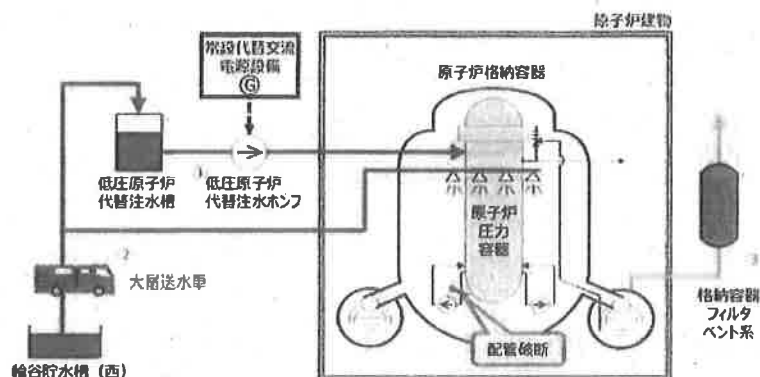 原子炉建物
常設代替交流
電源設備
G
原子炉格納容器
低圧原子炉
代替注水槽
低圧原子炉
代替注水ポンプ
原子炉
圧力
容器
2
大層送水車
3
格納容器
フィルタ
ベント系
配管破断
輪谷貯水槽（西）